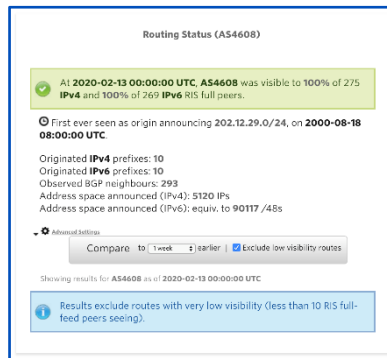 Routing Status (AS4608)
At 2020-02-13 00:00:00 UTC, AS4608 was visible to 100% of 275
IPv4 and 100% of 269 IPv6 RIS full peers.
First ever seen as origin announcing 202.12.29.0/24, on 2000-08-18
08:00:00 UTC.
Originated IPv4 prefixes: 10
Originated IPv6 prefixes: 10
Observed BGP neighbours: 293
Address space announced (IPv4): 5120 IPs
Address space announced (IPv6): equiv. to 90117 /48s
Advanced Settings
Compare to 1 week earlier | Exclude low visibility routes
Showing results for AS4608 as of 2020-02-13 00:00:00 UTC
Results exclude routes with very low visibility (less than 10 RIS full-
feed peers seeing).